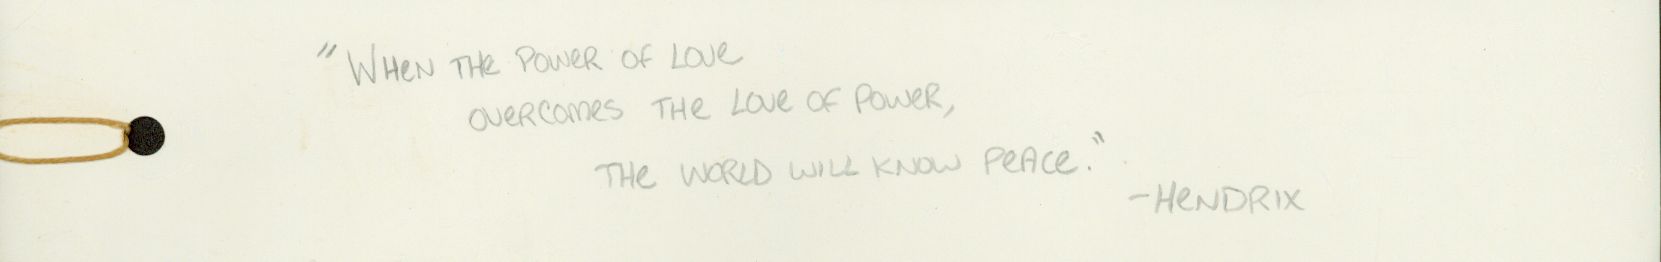 "When the power of love
overcomes the love of power,
the world will know peace."
-Hendrix